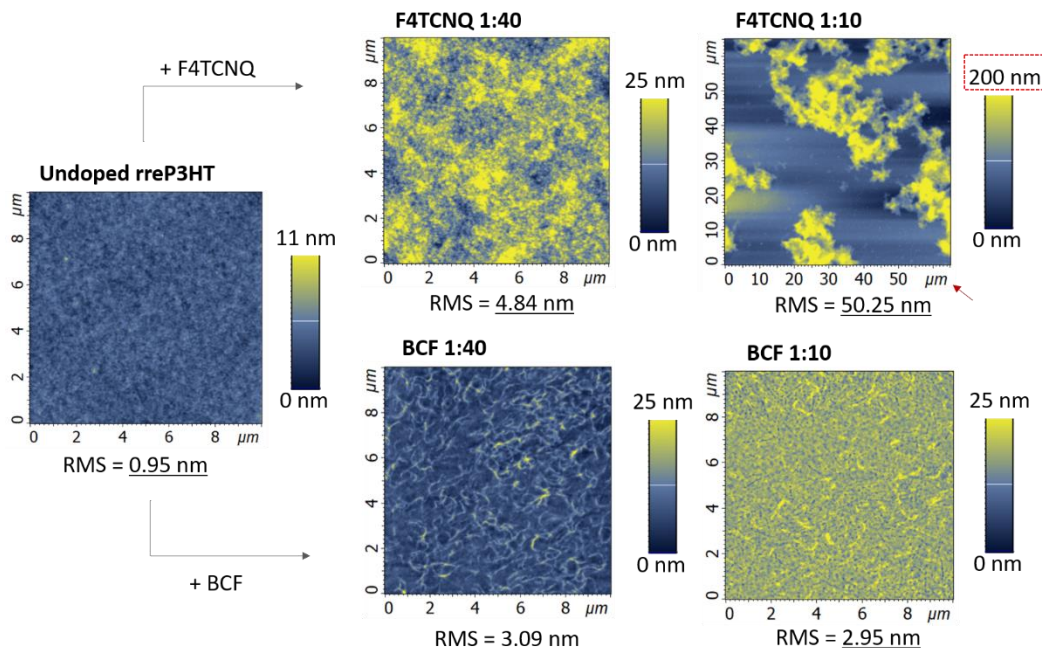 F4TCNQ 1:40
F4TCNQ 1:10
+ F4TCNQ
µm
8
6
4
2
0
2 4 6 8 µm
25 nm
0 nm
RMS = 4.84 nm
µm
60
50
40
30
20
10
0
0 10 20 30 40 50 µm
200 nm
0 nm
RMS = 50.25 nm
Undoped rreP3HT
µm
8
6
4
2
0
0 2 4 6 8 µm
11 nm
0 nm
RMS = 0.95 nm
+ BCF
BCF 1:40
µm
8
6
4
2
0
0 2 4 6 8 µm
25 nm
0 nm
RMS = 3.09 nm
BCF 1:10
µm
8
6
4
2
0
0 2 4 6 8 µm
25 nm
0 nm
RMS = 2.95 nm